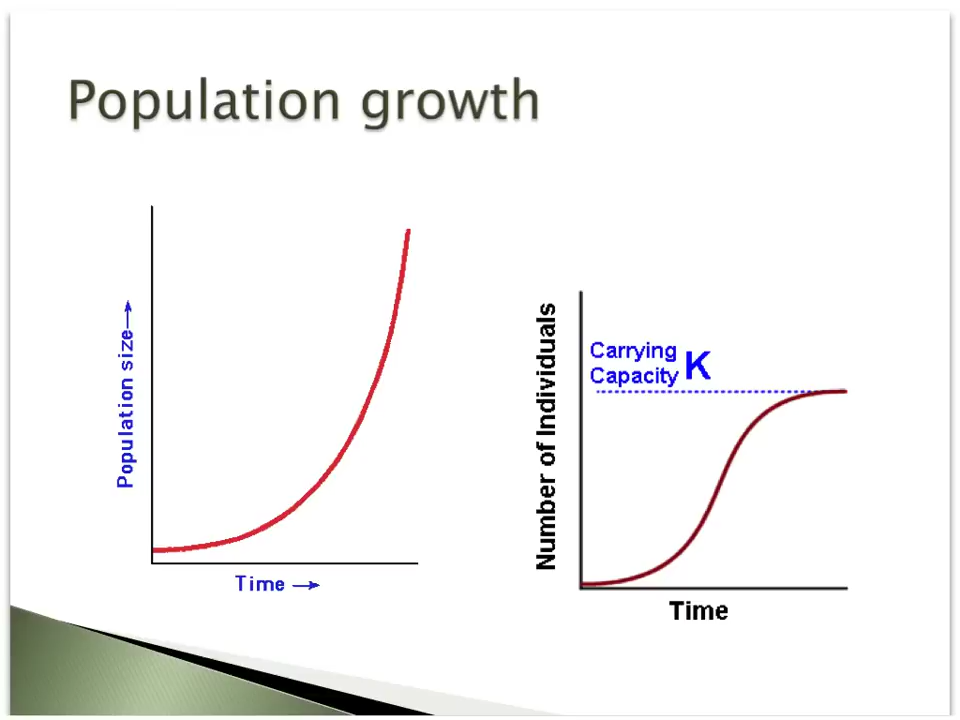 Population growth
Population size→
Time →
Number of Individuals
Carrying
Capacity K
Time